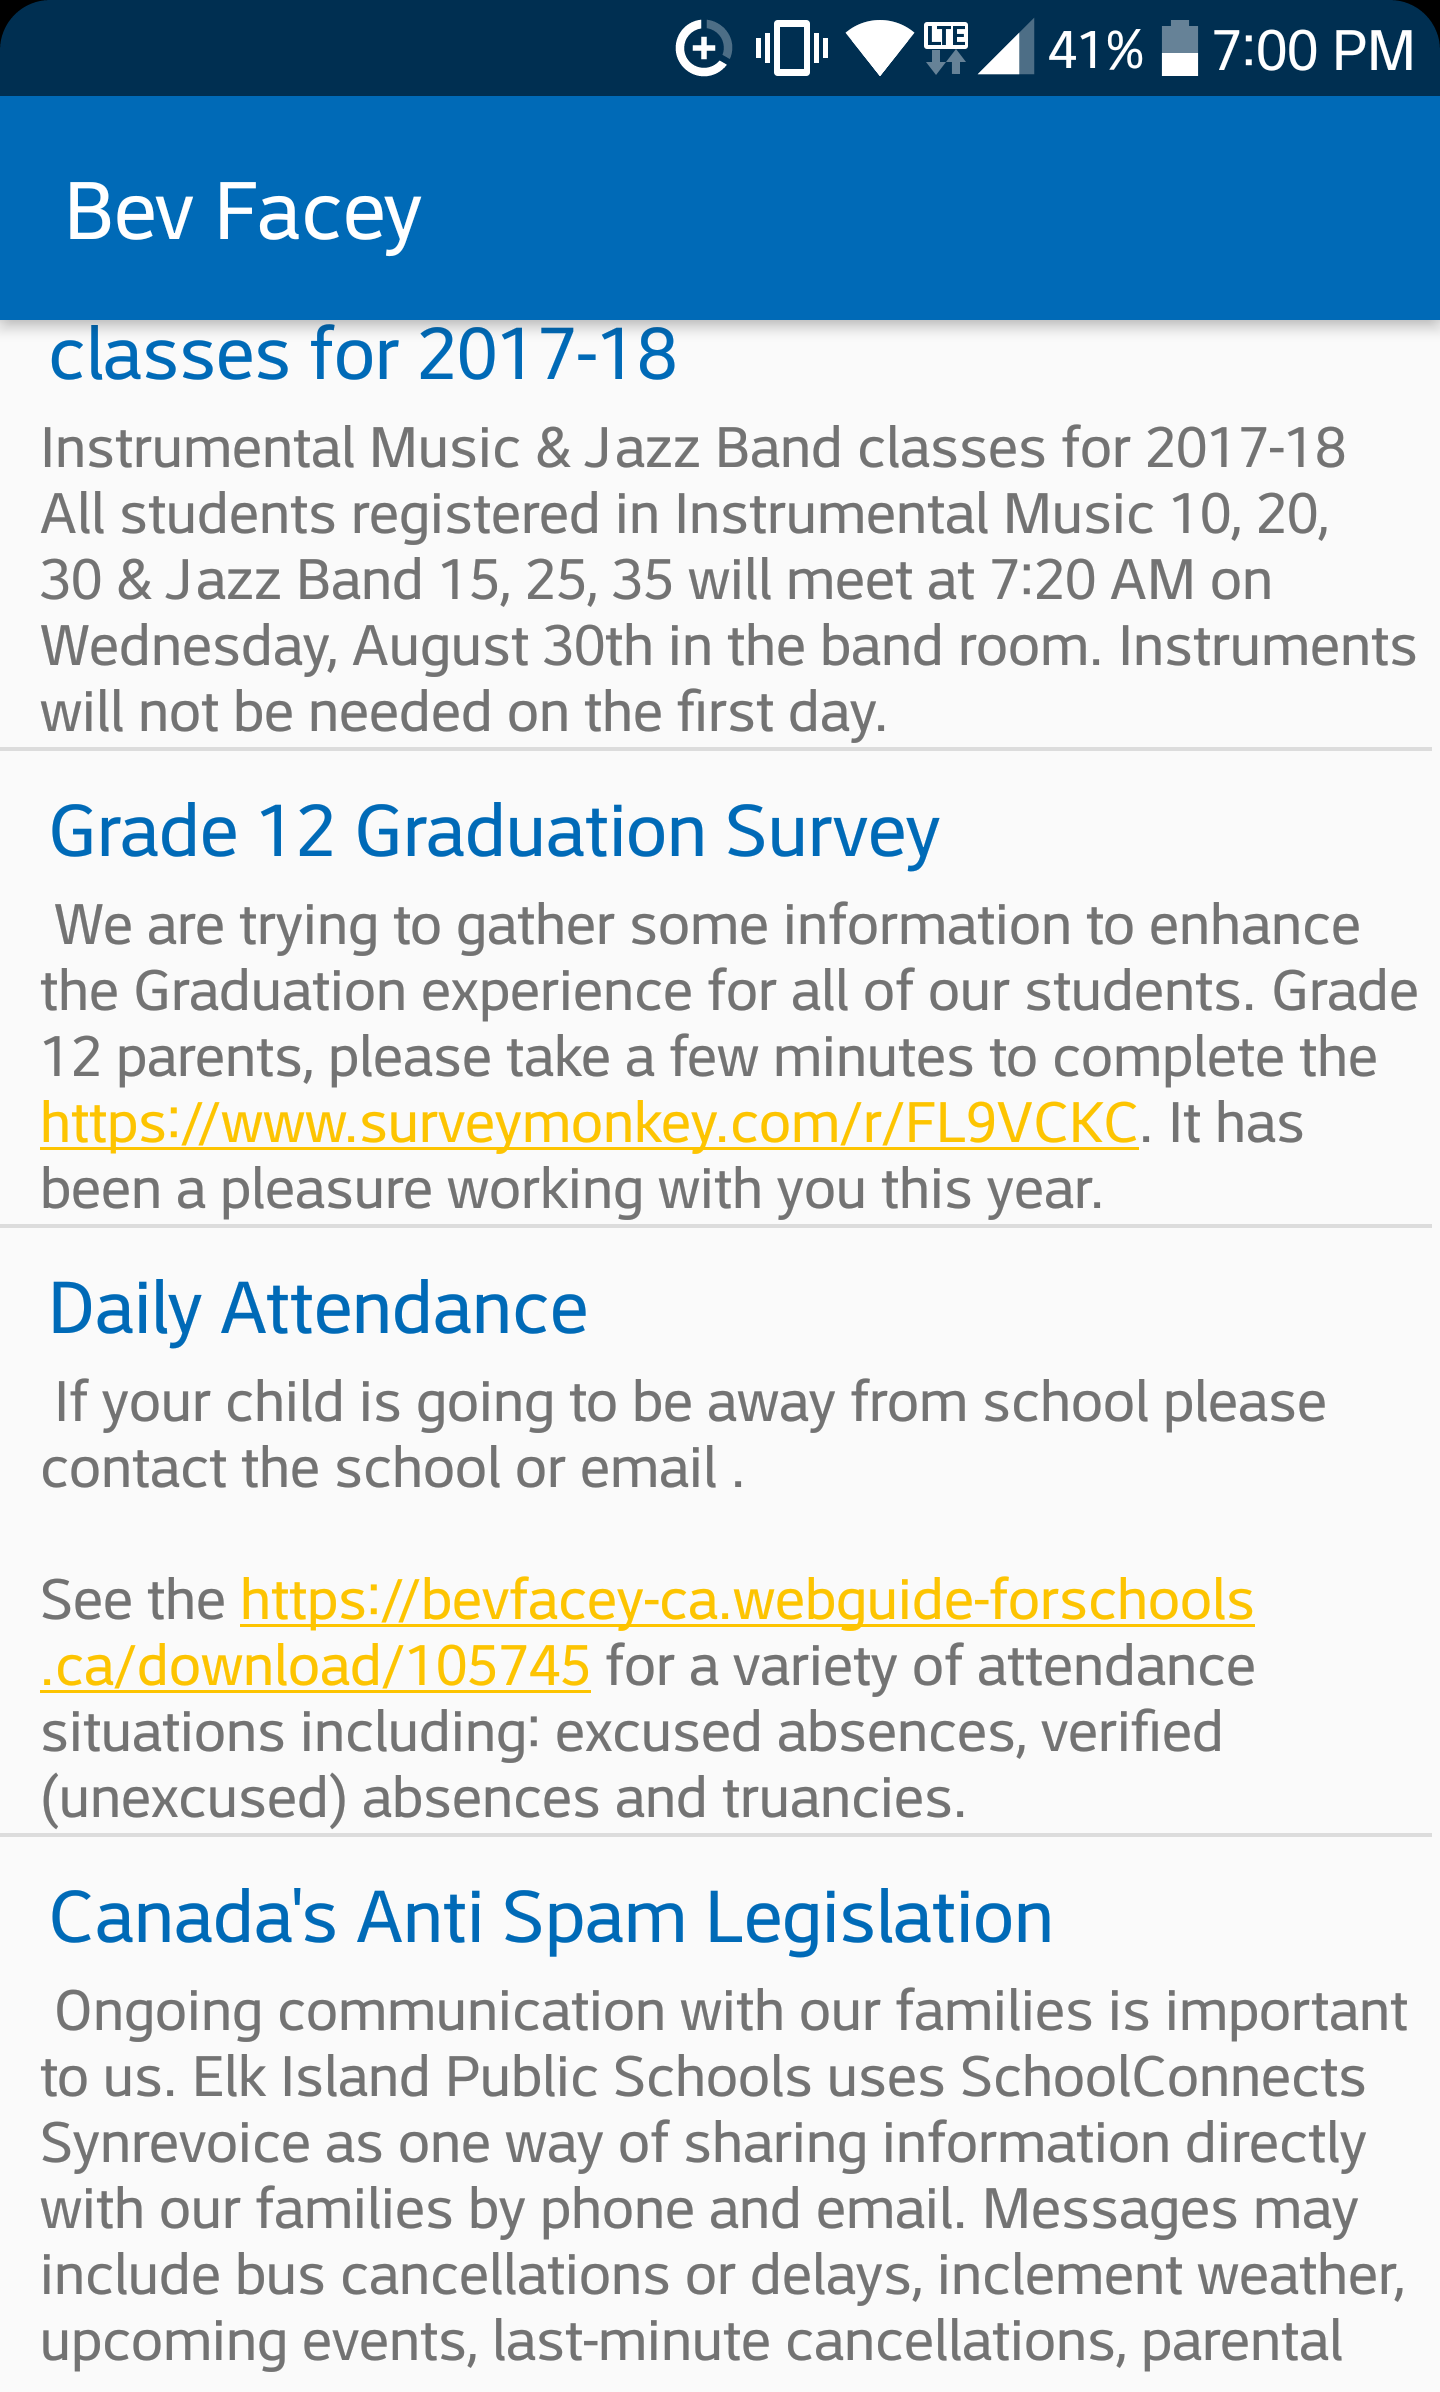 LTE 41% 7:00 PM
Bev Facey
classes for 2017-18
Instrumental Music & Jazz Band classes for 2017-18
All students registered in Instrumental Music 10, 20,
30 & Jazz Band 15, 25, 35 will meet at 7:20 AM on
Wednesday, August 30th in the band room. Instruments
will not be needed on the first day.
Grade 12 Graduation Survey
We are trying to gather some information to enhance
the Graduation experience for all of our students. Grade
12 parents, please take a few minutes to complete the
https://www.surveymonkey.com/r/FL9VCKC. It has
been a pleasure working with you this year.
Daily Attendance
If your child is going to be away from school please
contact the school or email .
See the https://bevfacey-ca.webguide-forschools
.ca/download/105745 for a variety of attendance
situations including: excused absences, verified
(unexcused) absences and truancies.
Canada's Anti Spam Legislation
Ongoing communication with our families is important
to us. Elk Island Public Schools uses SchoolConnects
Synrevoice as one way of sharing information directly
with our families by phone and email. Messages may
include bus cancellations or delays, inclement weather,
upcoming events, last-minute cancellations, parental